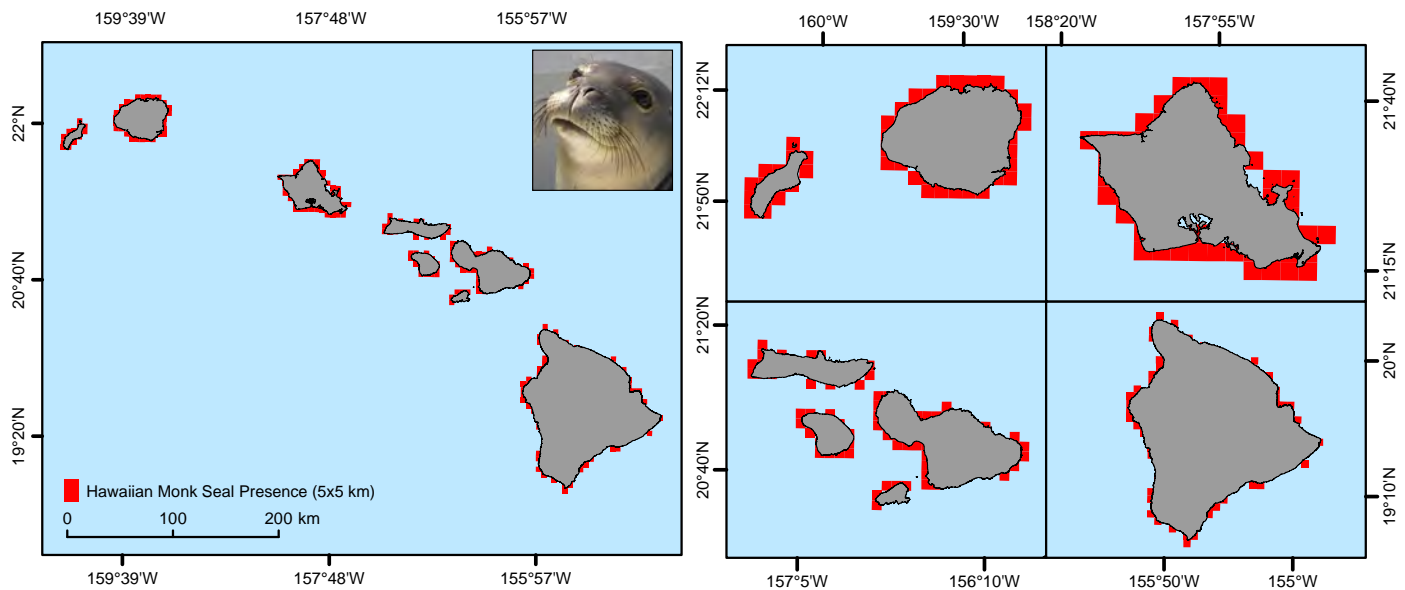 159°39'W 157°48'W 155°57'W
22°N
20°40'N
19°20'N
Hawaiian Monk Seal Presence (5x5 km)
0 100 200 km
159°39'W 157°48'W 155°57'W
160°W 159°30'W 158°20'W 157°55'W
22°12'N
21°50'N
21°40'N
21°15'N
21°20'N
20°40'N
20°N
19°10'N
157°5'W 156°10'W 155°50'W 155°W